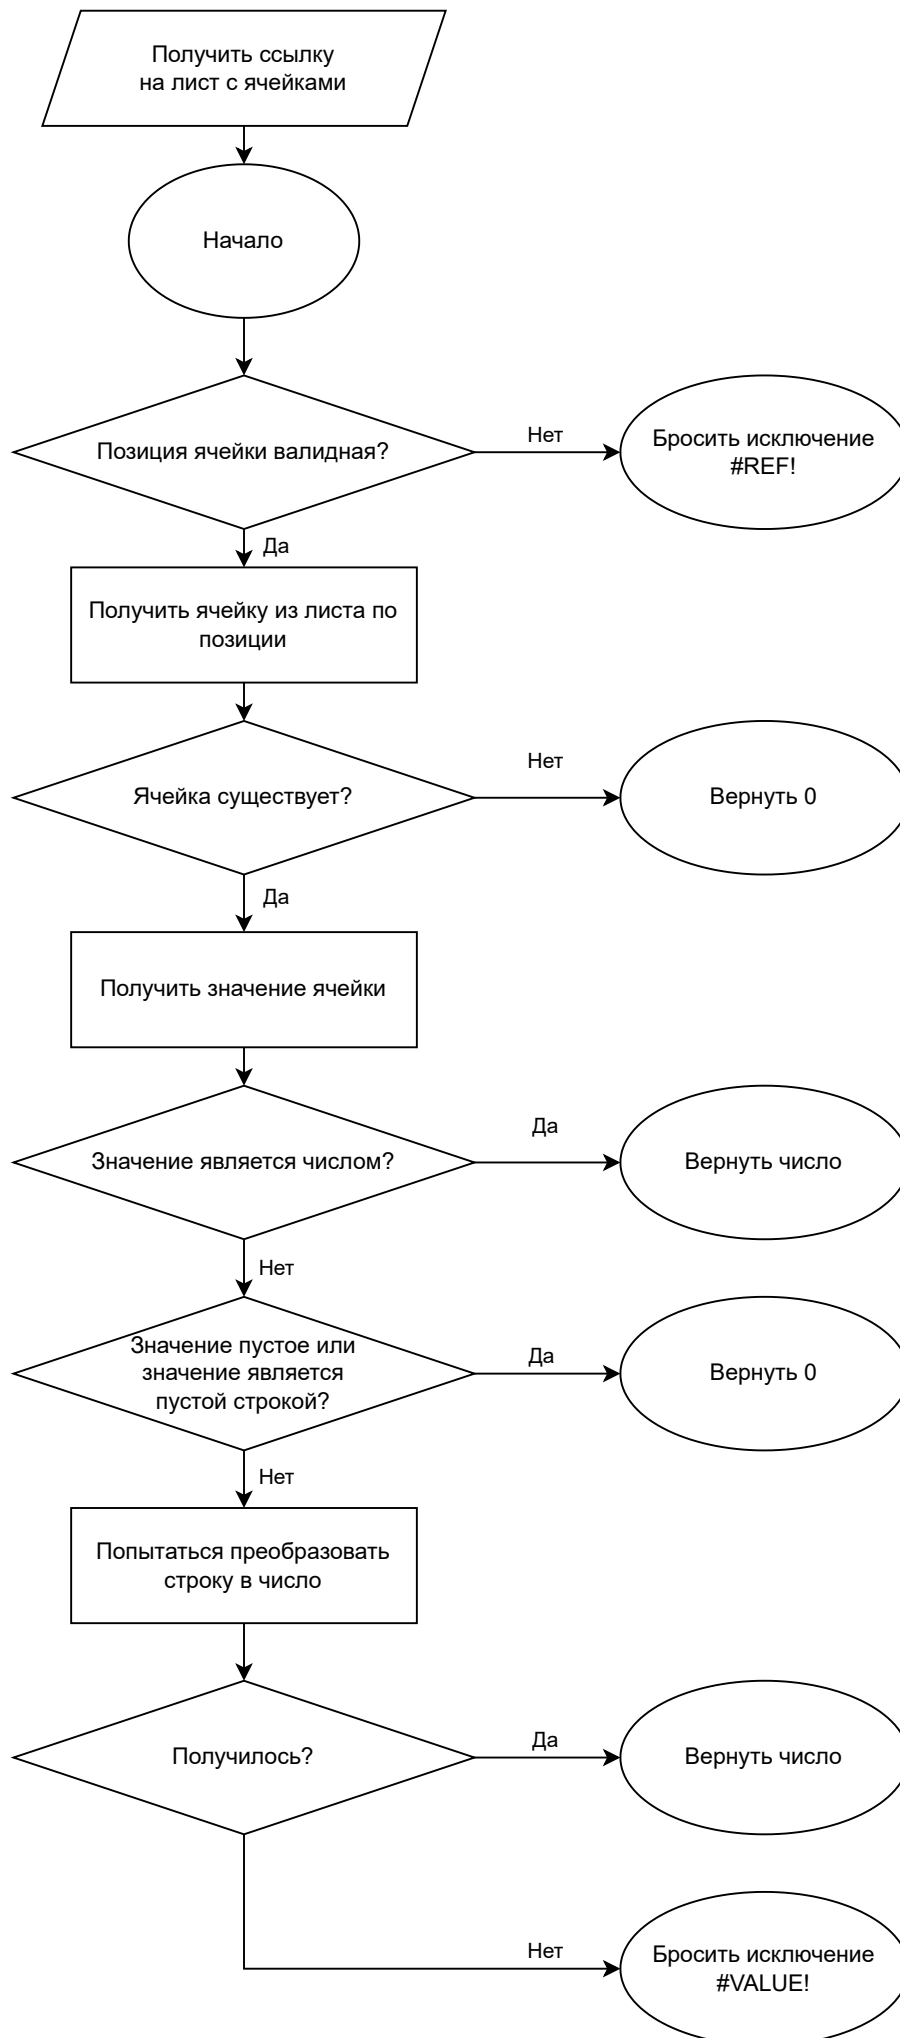 Получить ссылку
на лист с ячейками
Начало
Позиция ячейки валидная?
Нет
Бросить исключение
#REF!
Да
Получить ячейку из листа по
позиции
Ячейка существует?
Нет
Вернуть 0
Да
Получить значение ячейки
Значение является числом?
Да
Вернуть число
Нет
Значение пустое или
значение является
пустой строкой?
Да
Вернуть 0
Нет
Попытаться преобразовать
строку в число
Получилось?
Да
Вернуть число
Нет
Бросить исключение
#VALUE!